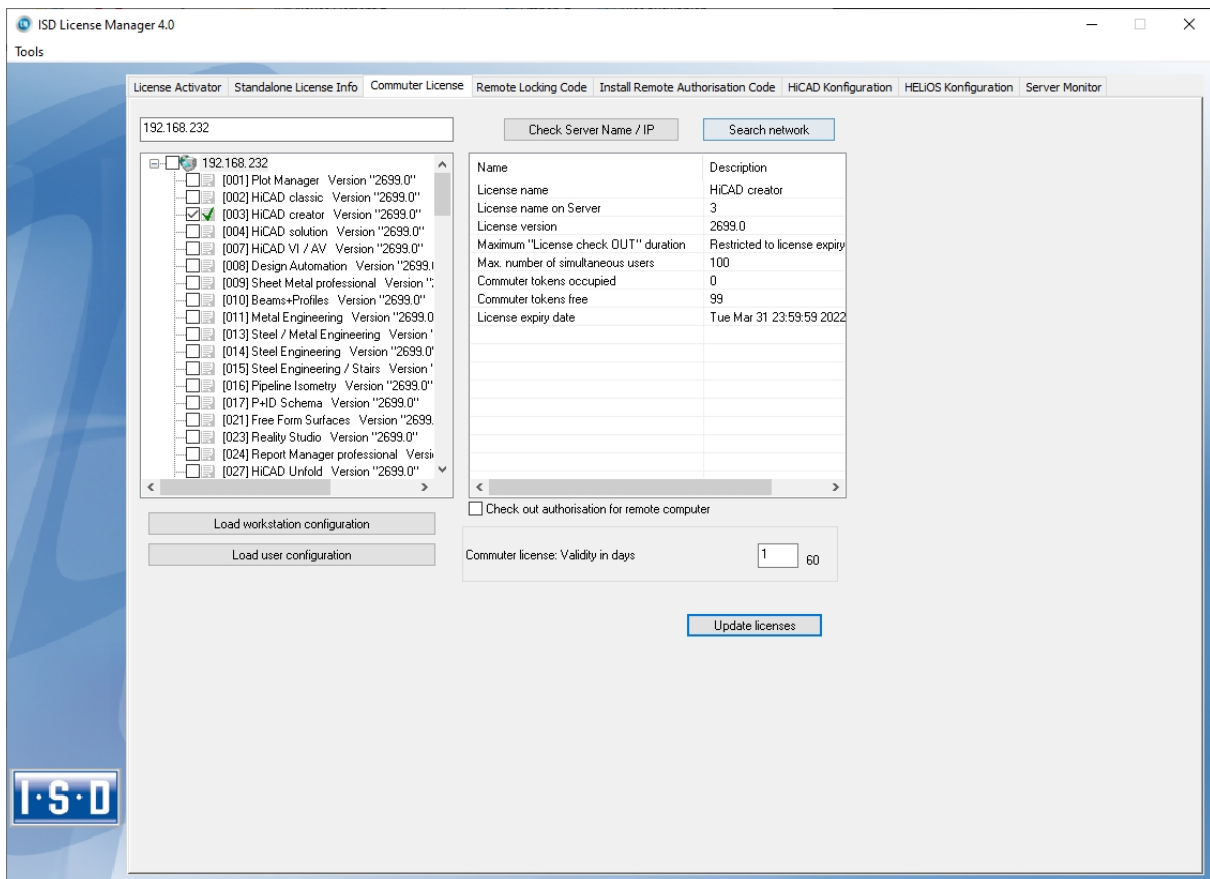 ISD License Manager 4.0
Tools
License Activator Standalone License Info Commuter License Remote Locking Code Install Remote Authorisation Code HiCAD Konfiguration HELiOS Konfiguration Server Monitor
192.168.232
Check Server Name / IP
Search network
192.168.232
[001] Plot Manager Version "2699.0"
[002] HiCAD classic Version "2699.0"
[003] HiCAD creator Version "2699.0"
[004] HiCAD solution Version "2699.0"
[007] HiCAD VI / AV Version "2699.0"
[008] Design Automation Version "2699.
[009] Sheet Metal professional Version "
[010] Beams+Profiles Version "2699.0"
[011] Metal Engineering Version "2699.0
[013] Steel / Metal Engineering Version "
[014] Steel Engineering Version "2699.0"
[015] Steel Engineering / Stairs Version "
[016] Pipeline Isometry Version "2699.0"
[017] P+ID Schema Version "2699.0"
[021] Free Form Surfaces Version "2699.
[023] Reality Studio Version "2699.0"
[024] Report Manager professional Versi
[027] HiCAD Unfold Version "2699.0"
Name Description
License name HiCAD creator
License name on Server 3
License version 2699.0
Maximum "License check OUT" duration Restricted to license expiry
Max. number of simultaneous users 100
Commuter tokens occupied 0
Commuter tokens free 99
License expiry date Tue Mar 31 23:59:59 2022
Load workstation configuration
Load user configuration
Check out authorisation for remote computer
Commuter license: Validity in days 1 60
Update licenses
I·S·D